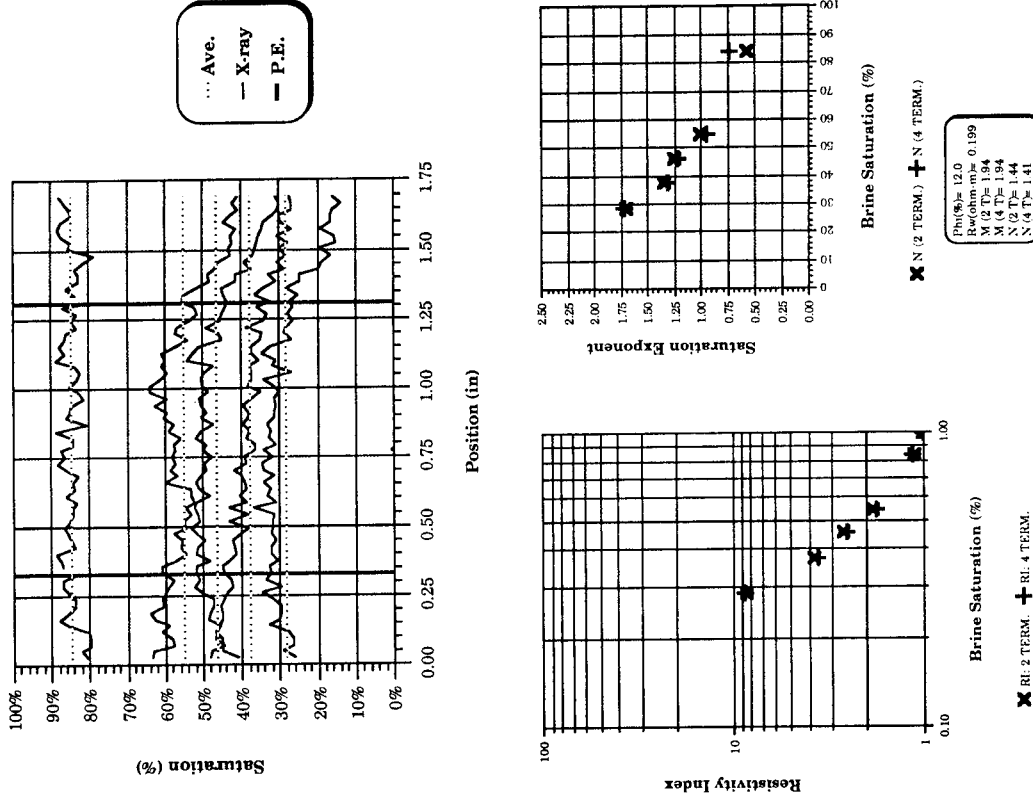 Saturation (%)
100%
90%
80%
70%
60%
50%
40%
30%
20%
10%
0%
0.00
0.25
0.50
0.75
1.00
1.25
1.50
1.75
Position (in)
Ave.
X-ray
P.E.
Resistivity Index
100
10
1
0.10
1.00
Brine Saturation (%)
RI: 2 TERM. RI: 4 TERM.
Saturation Exponent
2.50
2.25
2.00
1.75
1.50
1.25
1.00
0.75
0.50
0.25
0.00
0
10
20
30
40
50
60
70
80
90
100
Brine Saturation (%)
N (2 TERM.) N (4 TERM.)
Phi(%)= 12.0
Rw(ohm-m)= 0.199
M (2 T)= 1.94
M (4 T)= 1.94
N (2 T)= 1.44
N (4 T)= 1.41